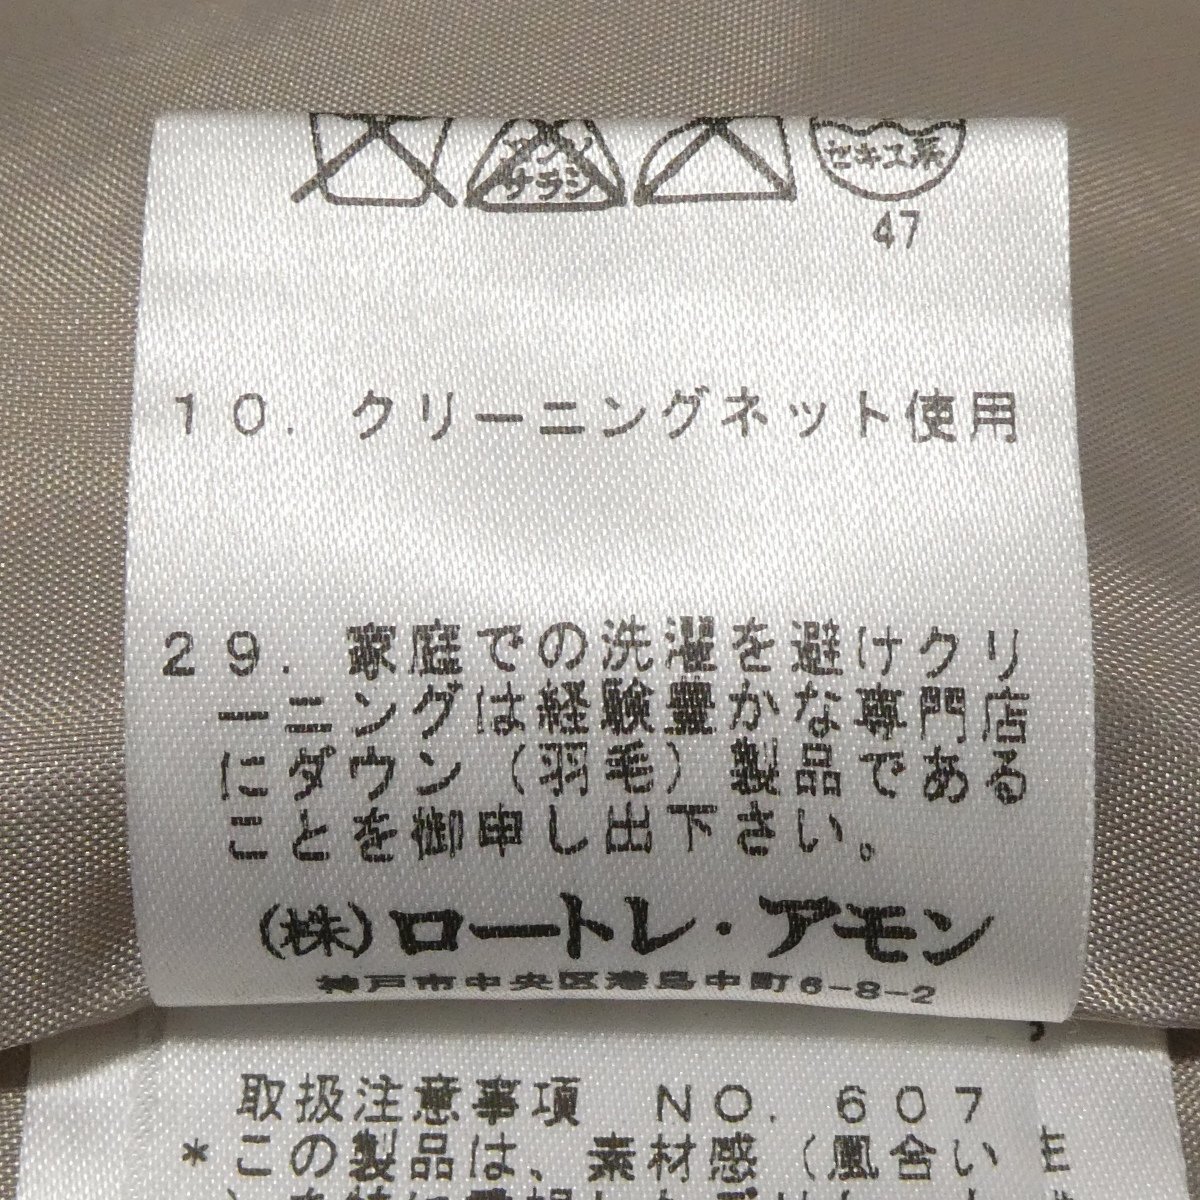 エンソ
サラシ
セキユ系
47
10. クリーニングネット使用
29. 家庭での洗濯を避けクリ
ーニングは経験豊かな専門店
にダウン(羽毛)製品である
ことを御申し出下さい。
(株)ロートレ・アモン
神戸市中央区港島中町6-8-2
取扱注意事項 NO. 607
*この製品は、素材感(風合い